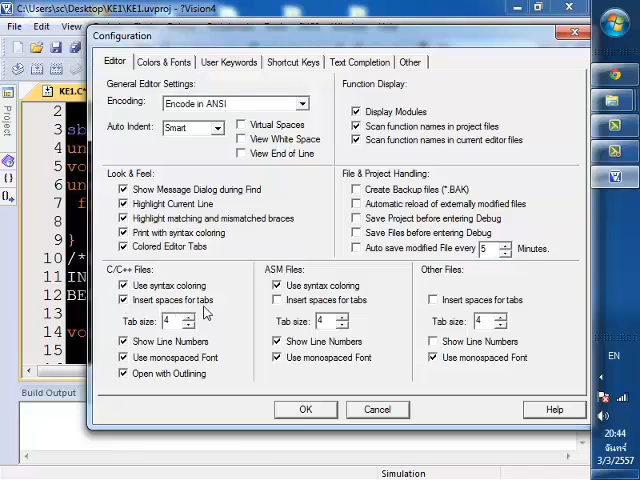 C:\Users\sc\Desktop\KE1\KE1.uvproj - ?Vision4
File Edit View
Configuration
Editor Colors & Fonts User Keywords Shortcut Keys Text Completion Other
General Editor Settings:
Encoding: Encode in ANSI
Auto Indent: Smart
Virtual Spaces
View White Space
View End of Line
Function Display:
Display Modules
Scan function names in project files
Scan function names in current editor files
Look & Feel:
Show Message Dialog during Find
Highlight Current Line
Highlight matching and mismatched braces
Print with syntax coloring
Colored Editor Tabs
File & Project Handling:
Create Backup files (*.BAK)
Automatic reload of externally modified files
Save Project before entering Debug
Save Files before entering Debug
Auto save modified File every 5 Minutes.
C/C++ Files:
Use syntax coloring
Insert spaces for tabs
Tab size: 4
Show Line Numbers
Use monospaced Font
Open with Outlining
ASM Files:
Use syntax coloring
Insert spaces for tabs
Tab size: 4
Show Line Numbers
Use monospaced Font
Other Files:
Insert spaces for tabs
Tab size: 4
Show Line Numbers
Use monospaced Font
OK Cancel Help
Project
KE1.C*
2
3 sb
4 un
5 vo
6 un
7 f
8
9 }
10 /*
11 IN
12 BE
13
14 vo
Build Output
Simulation
EN
20:44
จันทร์
3/3/2557